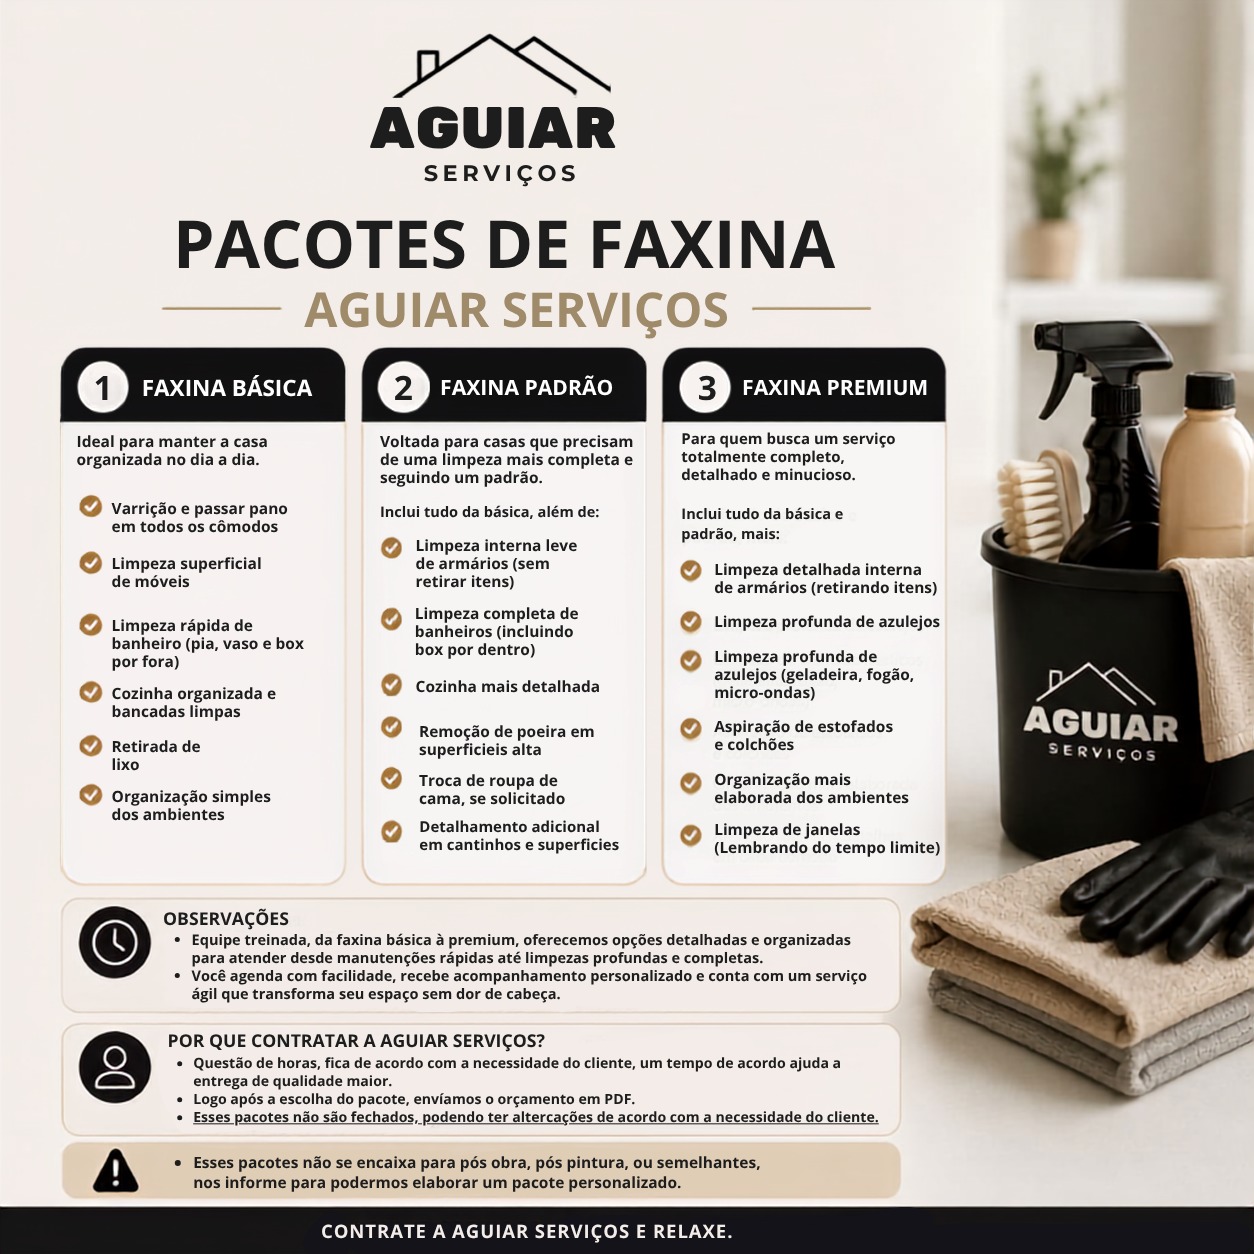 AGUIAR
SERVIÇOS
PACOTES DE FAXINA
AGUIAR SERVIÇOS
1 FAXINA BÁSICA
Ideal para manter a casa
organizada no dia a dia.
Varrição e passar pano
em todos os cômodos
Limpeza superficial
de móveis
Limpeza rápida de
banheiro (pia, vaso e box
por fora)
Cozinha organizada e
bancadas limpas
Retirada de
lixo
Organização simples
dos ambientes
2 FAXINA PADRÃO
Voltada para casas que precisam
de uma limpeza mais completa e
seguindo um padrão.
Inclui tudo da básica, além de:
Limpeza interna leve
de armários (sem
retirar itens)
Limpeza completa de
banheiros (incluindo
box por dentro)
Cozinha mais detalhada
Remoção de poeira em
superficieis alta
Troca de roupa de
cama, se solicitado
Detalhamento adicional
em cantinhos e superficies
3 FAXINA PREMIUM
Para quem busca um serviço
totalmente completo,
detalhado e minucioso.
Inclui tudo da básica e
padrão, mais:
Limpeza detalhada interna
de armários (retirando itens)
Limpeza profunda de azulejos
Limpeza profunda de
azulejos (geladeira, fogão,
micro-ondas)
Aspiração de estofados
e colchões
Organização mais
elaborada dos ambientes
Limpeza de janelas
(Lembrando do tempo limite)
AGUIAR
SERVIÇOS
OBSERVAÇÕES
• Equipe treinada, da faxina básica à premium, oferecemos opções detalhadas e organizadas
para atender desde manutenções rápidas até limpezas profundas e completas.
• Você agenda com facilidade, recebe acompanhamento personalizado e conta com um serviço
ágil que transforma seu espaço sem dor de cabeça.
POR QUE CONTRATAR A AGUIAR SERVIÇOS?
• Questão de horas, fica de acordo com a necessidade do cliente, um tempo de acordo ajuda a
entrega de qualidade maior.
• Logo após a escolha do pacote, envíamos o orçamento em PDF.
• Esses pacotes não são fechados, podendo ter altercações de acordo com a necessidade do cliente.
• Esses pacotes não se encaixa para pós obra, pós pintura, ou semelhantes,
nos informe para podermos elaborar um pacote personalizado.
CONTRATE A AGUIAR SERVIÇOS E RELAXE.